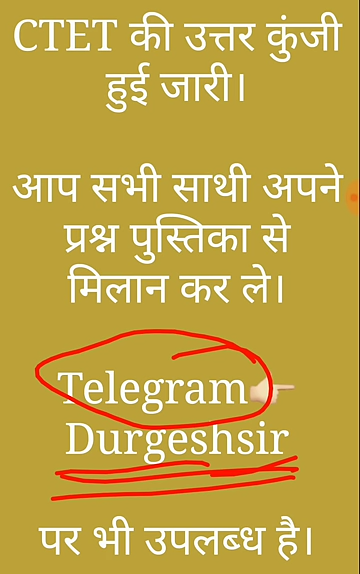 CTET की उत्तर कुंजी
हुई जारी।
आप सभी साथी अपने
प्रश्न पुस्तिका से
मिलान कर ले।
Telegram
Durgeshsir
पर भी उपलब्ध है।